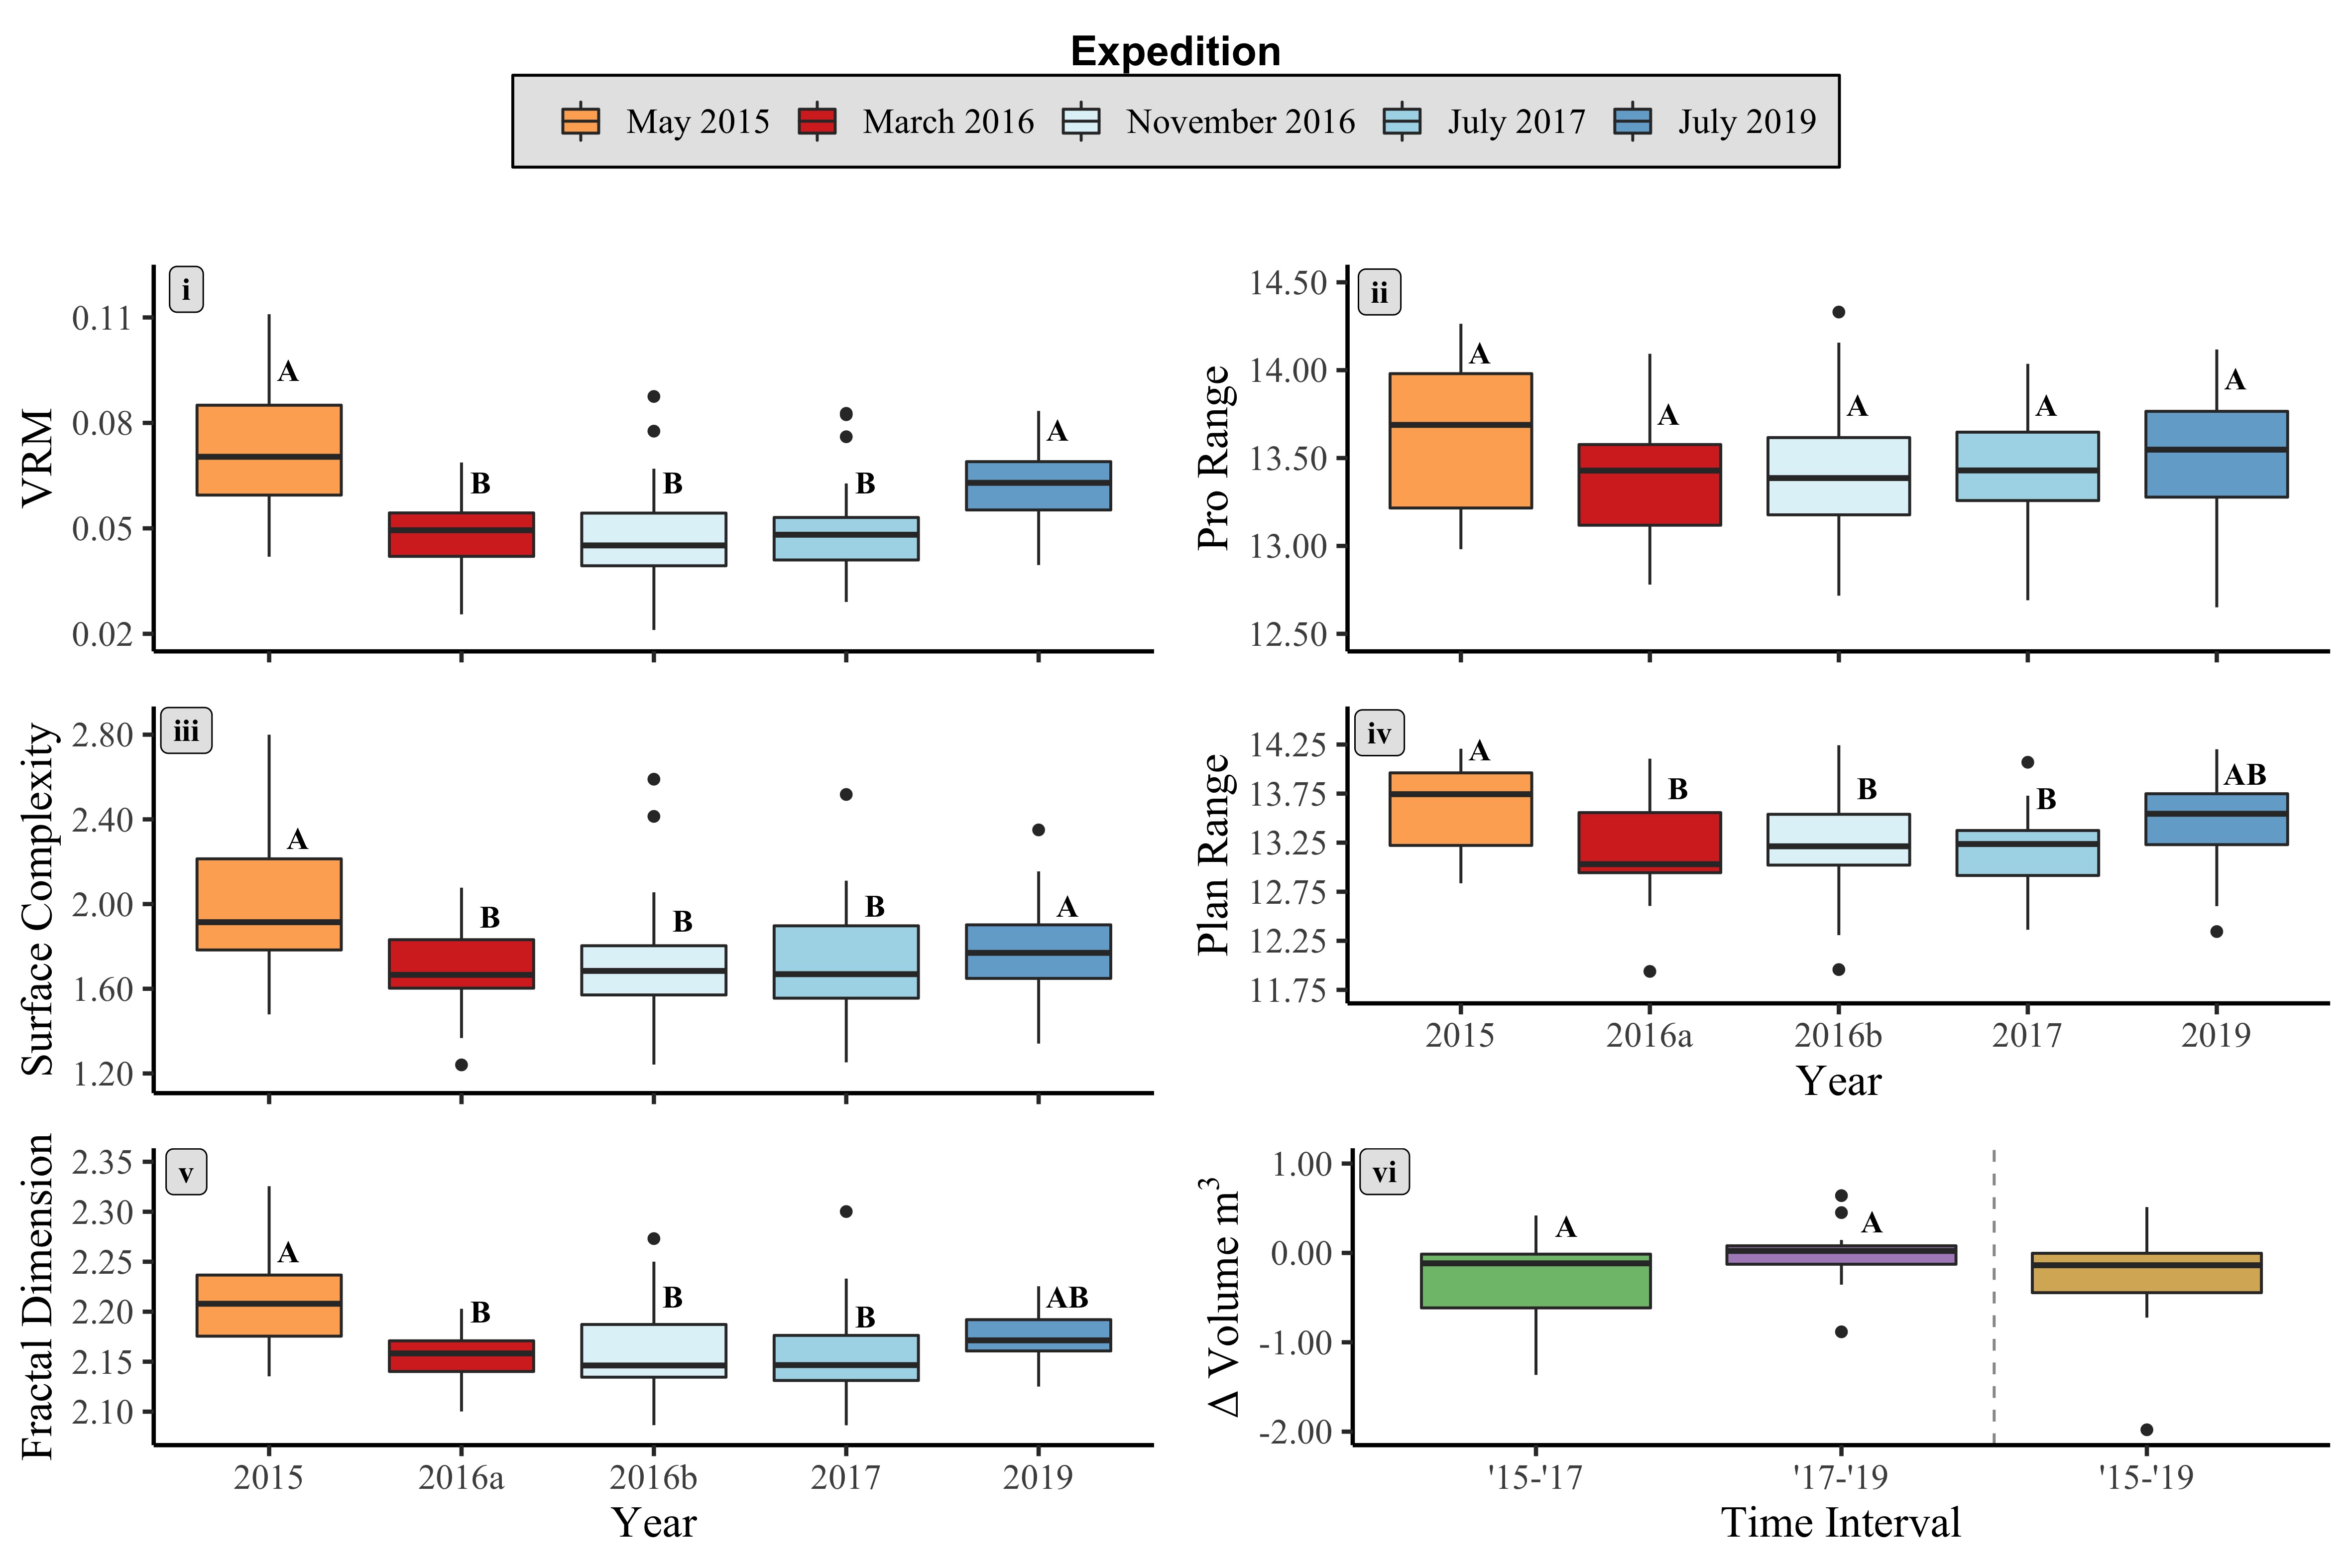 Expedition
May 2015 March 2016 November 2016 July 2017 July 2019
i
VRM
0.11
0.08
0.05
0.02
A
B
B
B
A
ii
Pro Range
14.50
14.00
13.50
13.00
12.50
A
A
A
A
A
iii
Surface Complexity
2.80
2.40
2.00
1.60
1.20
A
B
B
B
A
iv
Plan Range
14.25
13.75
13.25
12.75
12.25
11.75
A
B
B
B
AB
2015 2016a 2016b 2017 2019
Year
v
Fractal Dimension
2.35
2.30
2.25
2.20
2.15
2.10
A
B
B
B
AB
2015 2016a 2016b 2017 2019
Year
vi
Δ Volume m³
1.00
0.00
-1.00
-2.00
A
A
'15-'17 '17-'19 '15-'19
Time Interval